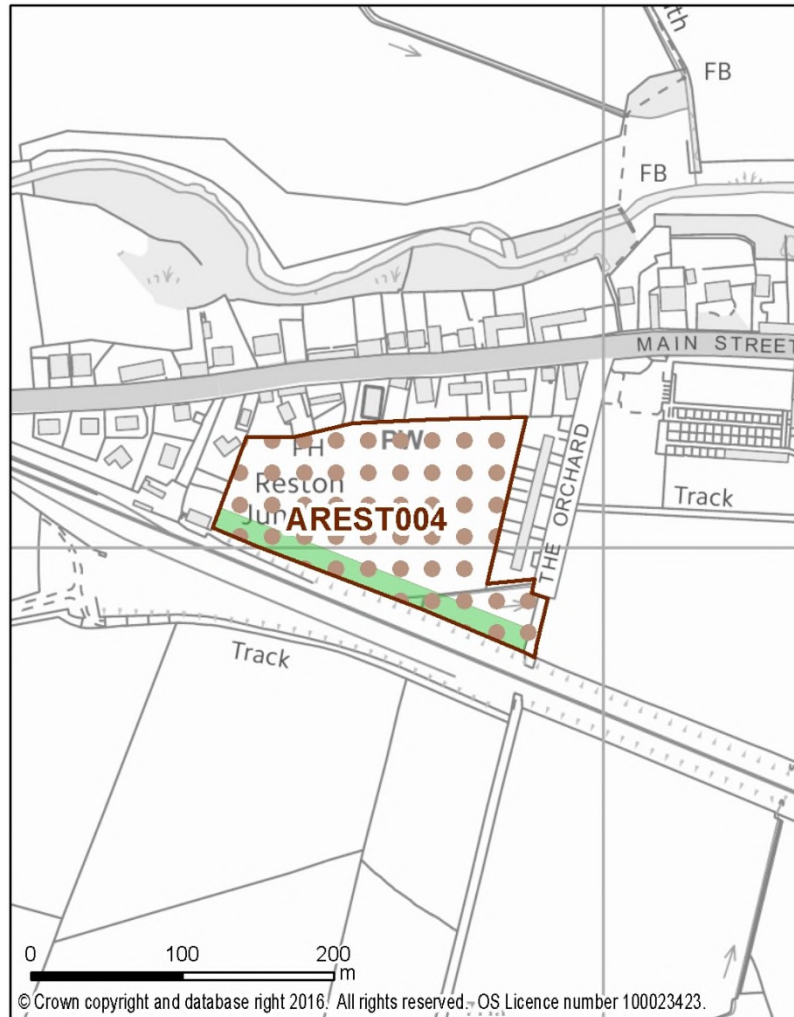 FB
FB
MAIN STREET
PH
PW
Reston
AREST004
THE ORCHARD
Track
Track
0 100 200
m
© Crown copyright and database right 2016. All rights reserved. OS Licence number 100023423.